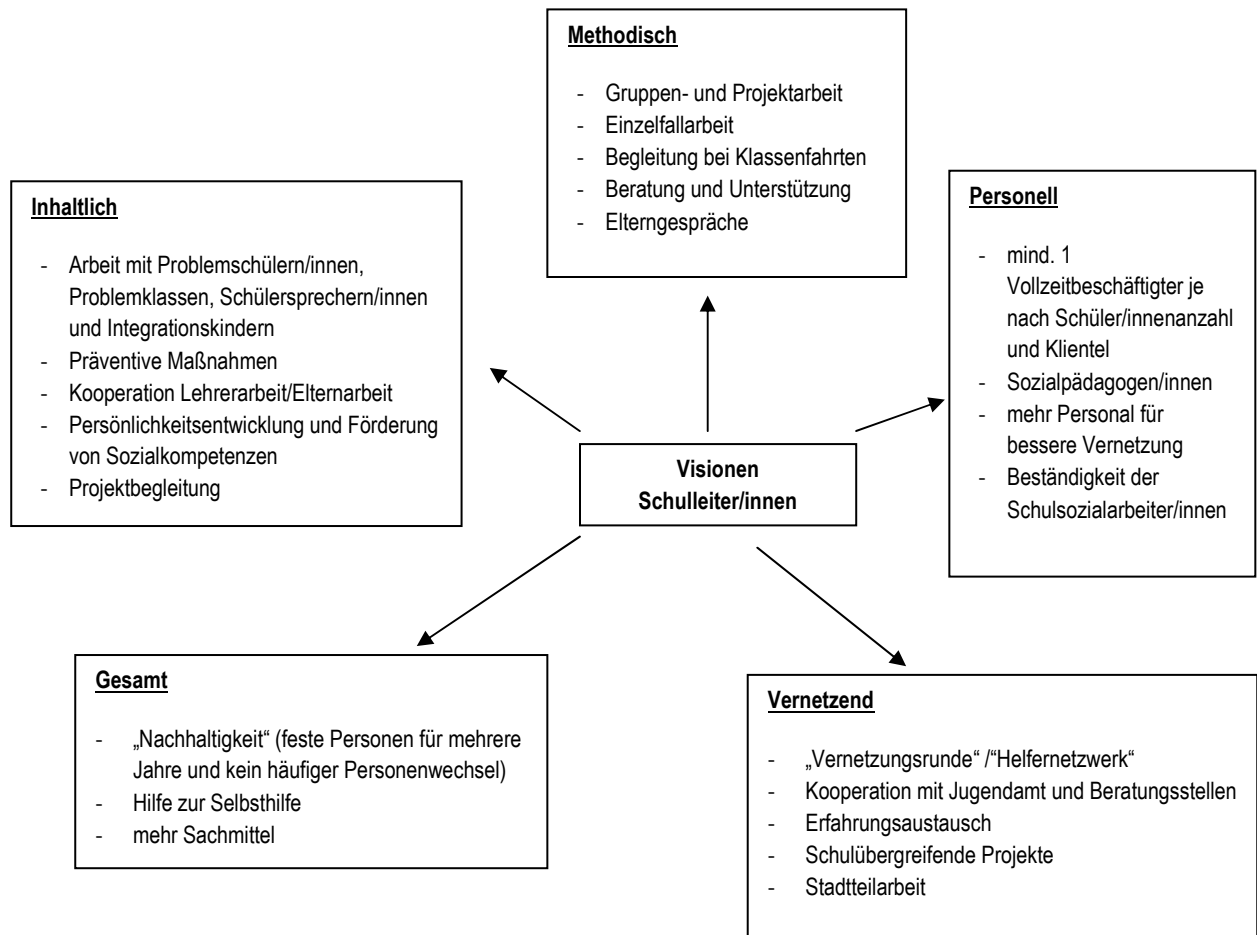 Methodisch
- Gruppen- und Projektarbeit
- Einzelfallarbeit
- Begleitung bei Klassenfahrten
- Beratung und Unterstützung
- Elterngespräche
Inhaltlich
- Arbeit mit Problemschülern/innen,
Problemklassen, Schülersprechern/innen
und Integrationskindern
- Präventive Maßnahmen
- Kooperation Lehrerarbeit/Elternarbeit
- Persönlichkeitsentwicklung und Förderung
von Sozialkompetenzen
- Projektbegleitung
Personell
- mind. 1
Vollzeitbeschäftigter je
nach Schüler/innenanzahl
und Klientel
- Sozialpädagogen/innen
- mehr Personal für
bessere Vernetzung
- Beständigkeit der
Schulsozialarbeiter/innen
Visionen
Schulleiter/innen
Gesamt
- „Nachhaltigkeit“ (feste Personen für mehrere
Jahre und kein häufiger Personenwechsel)
- Hilfe zur Selbsthilfe
- mehr Sachmittel
Vernetzend
- „Vernetzungsrunde“ /“Helfernetzwerk“
- Kooperation mit Jugendamt und Beratungsstellen
- Erfahrungsaustausch
- Schulübergreifende Projekte
- Stadtteilarbeit